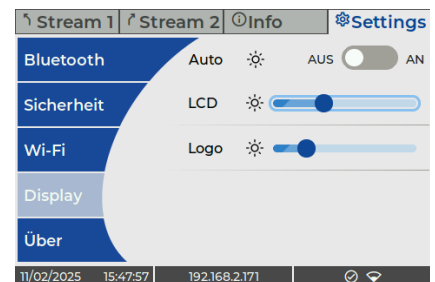 Stream 1 Stream 2 Info Settings
Bluetooth
Auto AUS AN
Sicherheit
LCD
Wi-Fi
Logo
Display
Über
11/02/2025 15:47:57 192.168.2.171